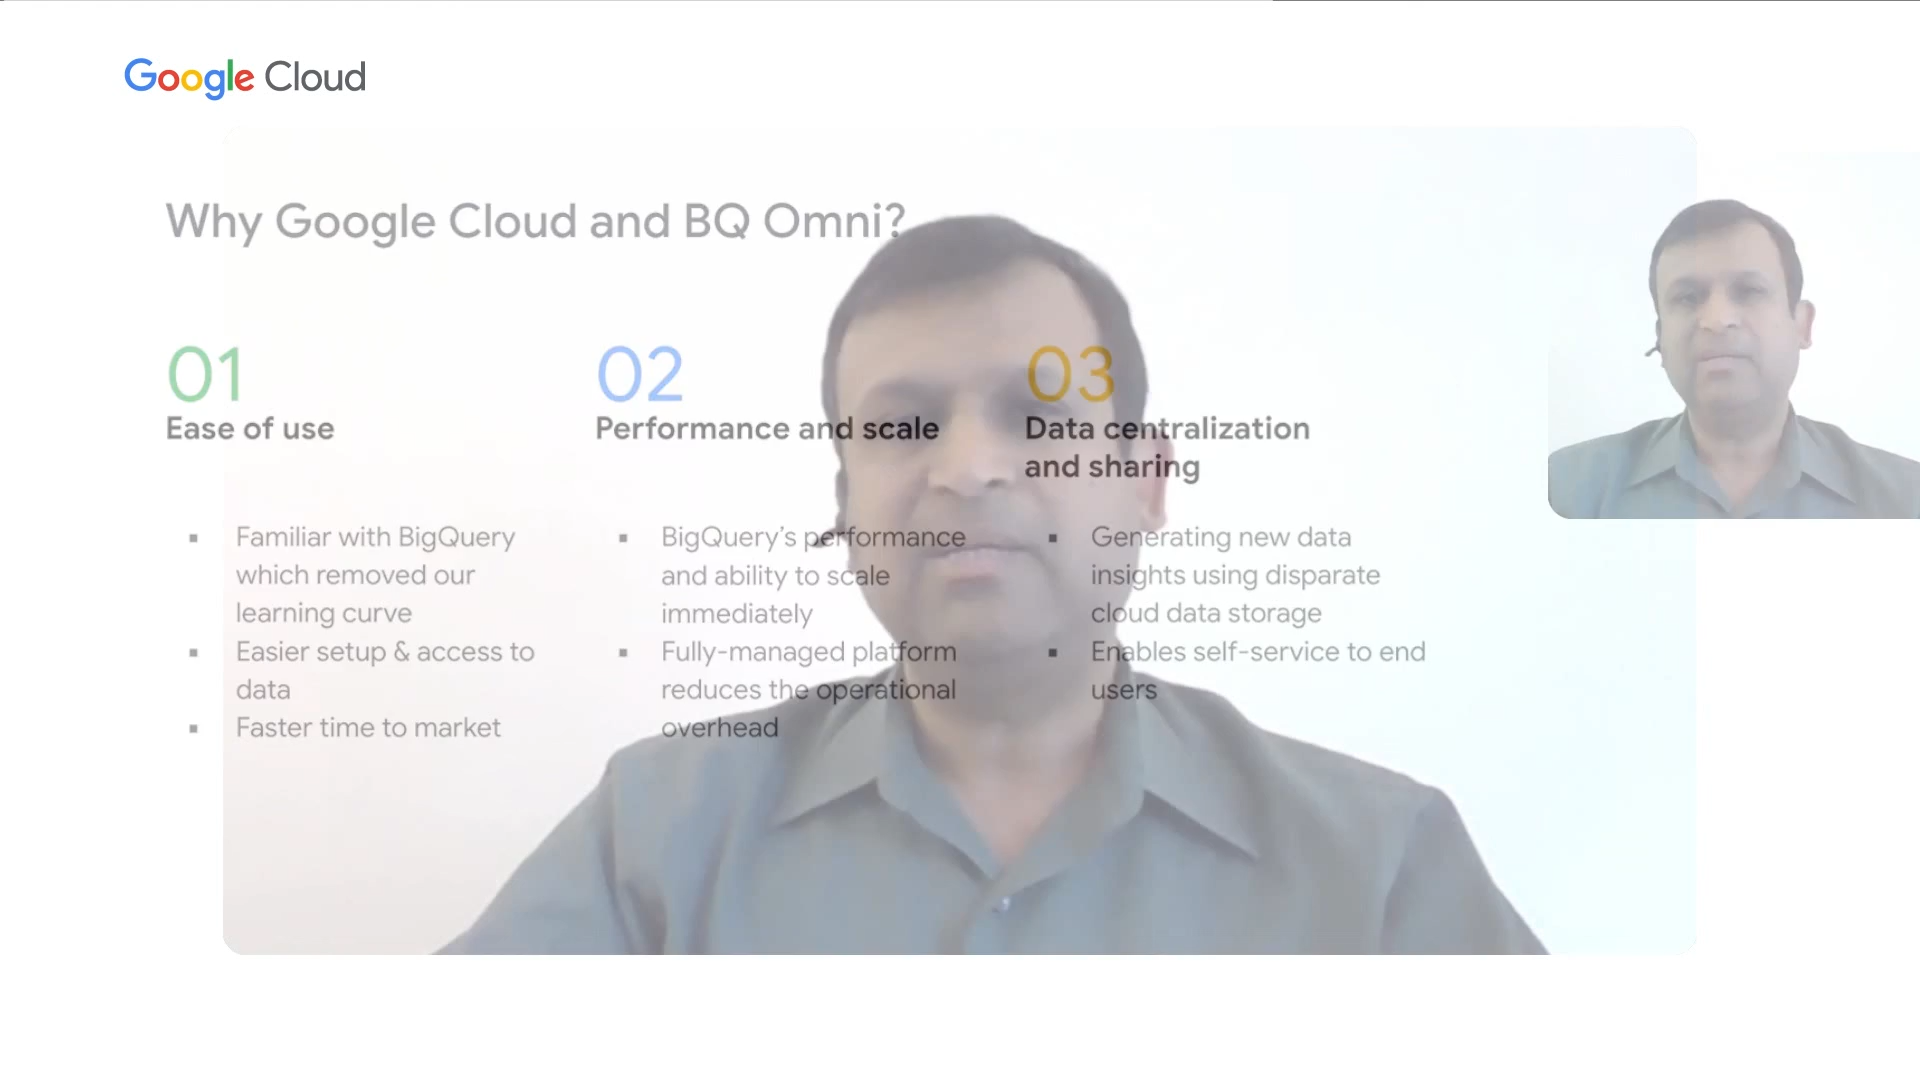 Google Cloud
Why Google Cloud and BQ Omni?
01
Ease of use
▪ Familiar with BigQuery
which removed our
learning curve
▪ Easier setup & access to
data
▪ Faster time to market
02
Performance and scale
▪ BigQuery’s performance
and ability to scale
immediately
▪ Fully-managed platform
reduces the operational
overhead
03
Data centralization
and sharing
▪ Generating new data
insights using disparate
cloud data storage
▪ Enables self-service to end
users